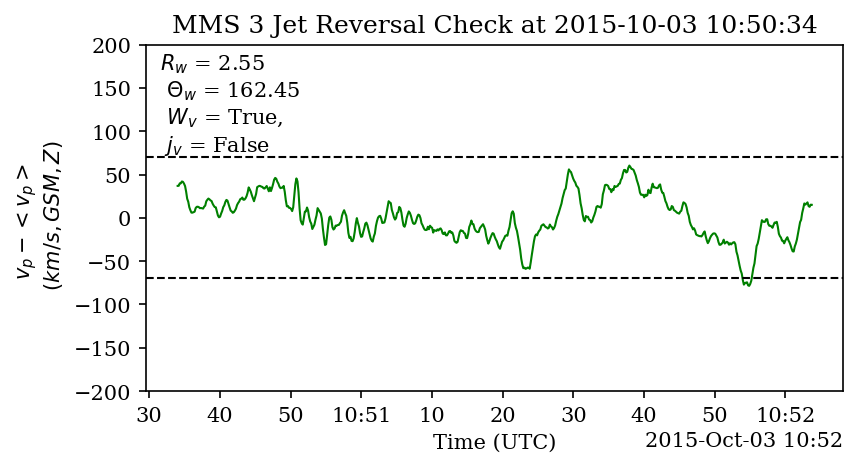 MMS 3 Jet Reversal Check at 2015-10-03 10:50:34
R_w = 2.55
Θ_w = 162.45
W_v = True,
j_v = False
200
150
100
50
0
−50
−100
−150
−200
v_p − < v_p >
(km/s, GSM, Z)
30 40 50 10:51 10 20 30 40 50 10:52
Time (UTC)
2015-Oct-03 10:52